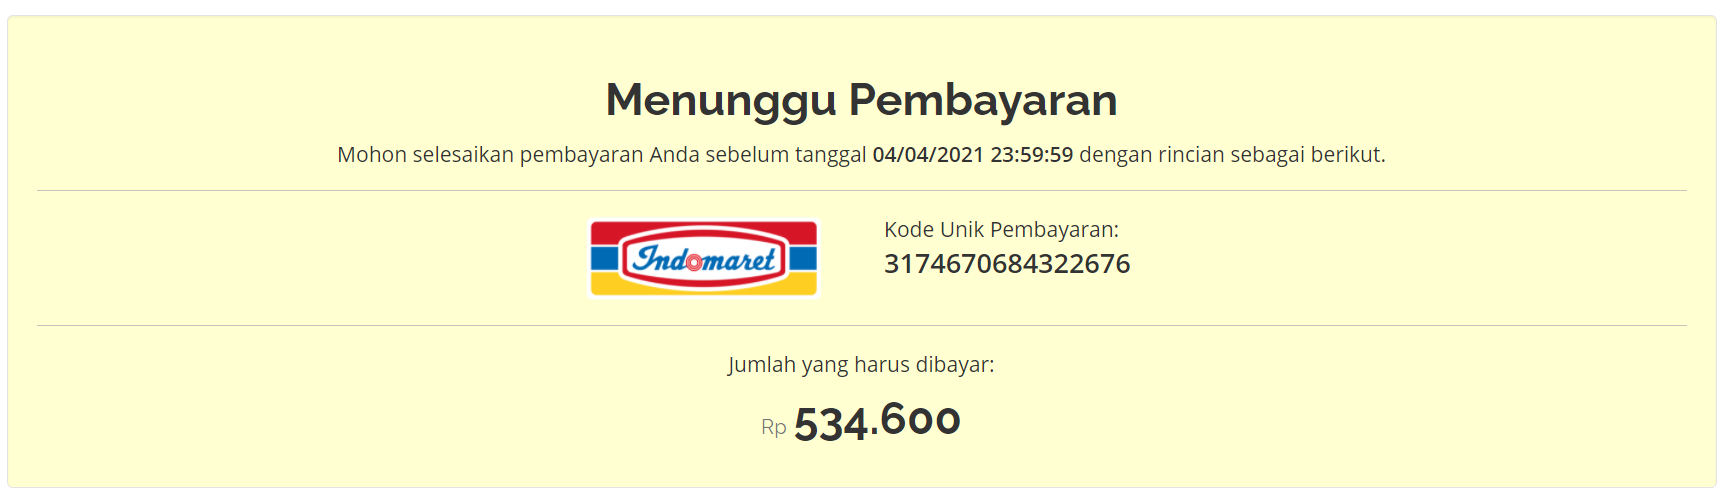 Menunggu Pembayaran
Mohon selesaikan pembayaran Anda sebelum tanggal 04/04/2021 23:59:59 dengan rincian sebagai berikut.
Indomaret
Kode Unik Pembayaran:
3174670684322676
Jumlah yang harus dibayar:
Rp 534.600